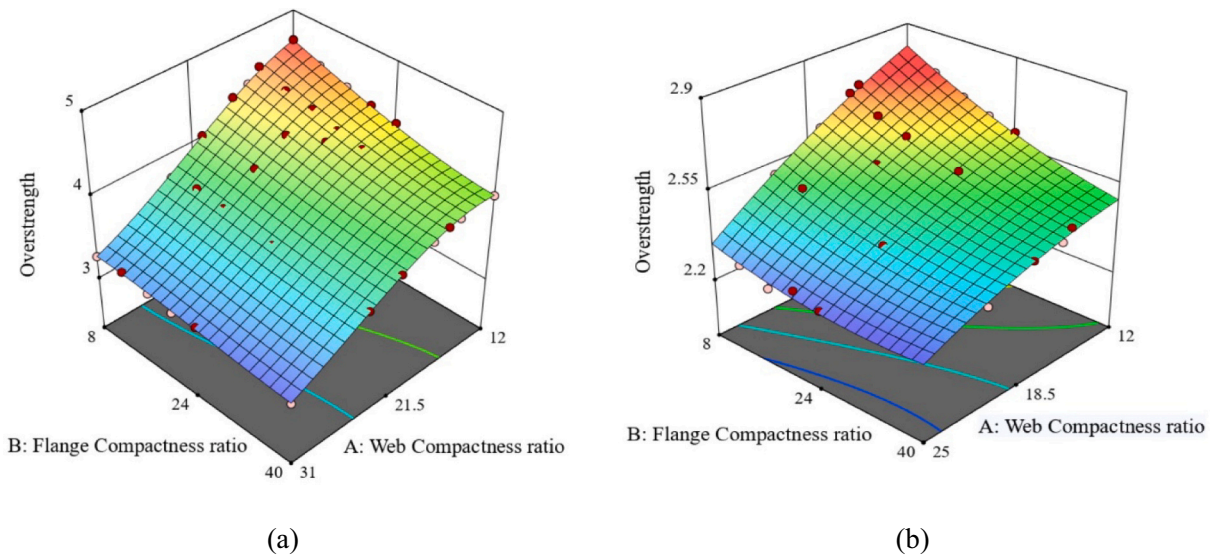 5
4
3
Overstrength
8
24
40
B: Flange Compactness ratio
31
21.5
12
A: Web Compactness ratio
(a)
2.9
2.55
2.2
Overstrength
8
24
40
B: Flange Compactness ratio
25
18.5
12
A: Web Compactness ratio
(b)